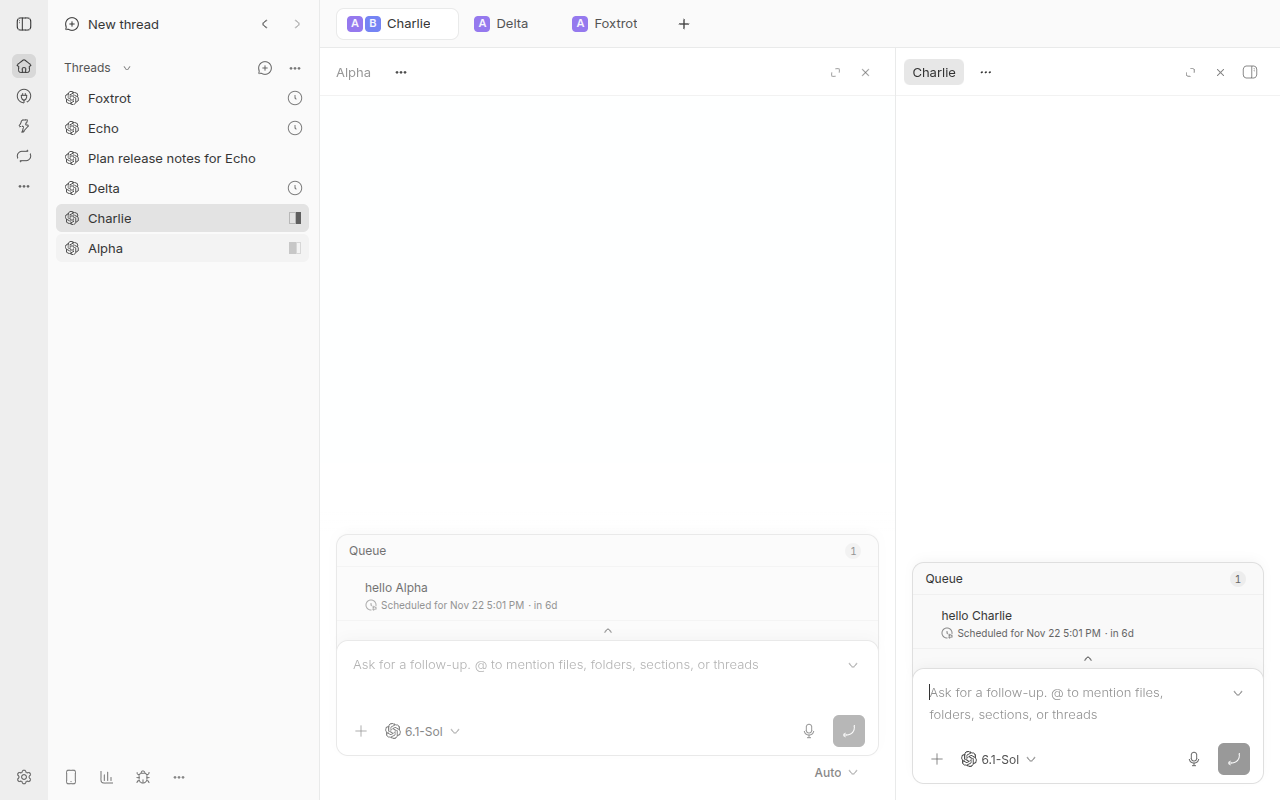 New thread
Threads
Foxtrot
Echo
Plan release notes for Echo
Delta
Charlie
Alpha
A B Charlie
A Delta
A Foxtrot
Alpha
Queue 1
hello Alpha
Scheduled for Nov 22 5:01 PM · in 6d
Ask for a follow-up. @ to mention files, folders, sections, or threads
6.1-Sol
Auto
Charlie
Queue 1
hello Charlie
Scheduled for Nov 22 5:01 PM · in 6d
Ask for a follow-up. @ to mention files,
folders, sections, or threads
6.1-Sol